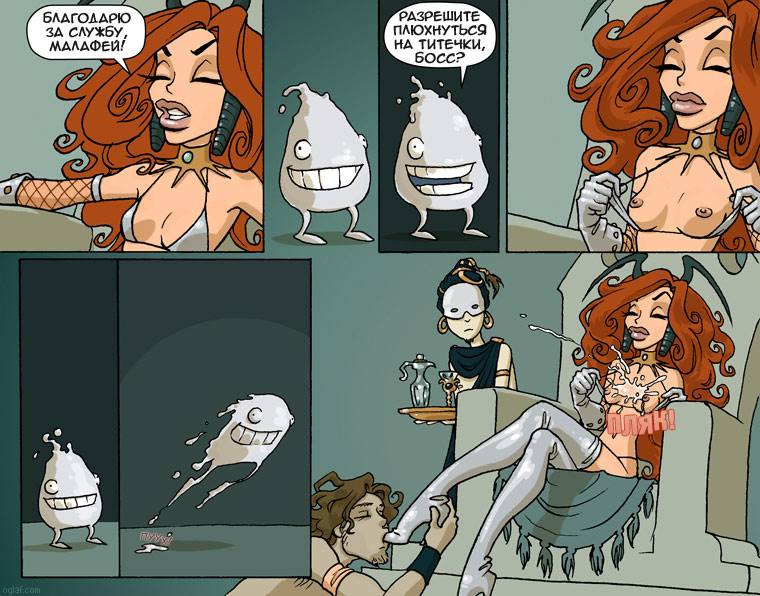 БЛАГОДАРЮ
ЗА СЛУЖБУ,
МАЛАФЕЙ!
РАЗРЕШИТЕ
ПЛЮХНУТЬСЯ
НА ТИТЕЧКИ,
БОСС?
ПУУХ!
ПЛЯК!
oglaf.com